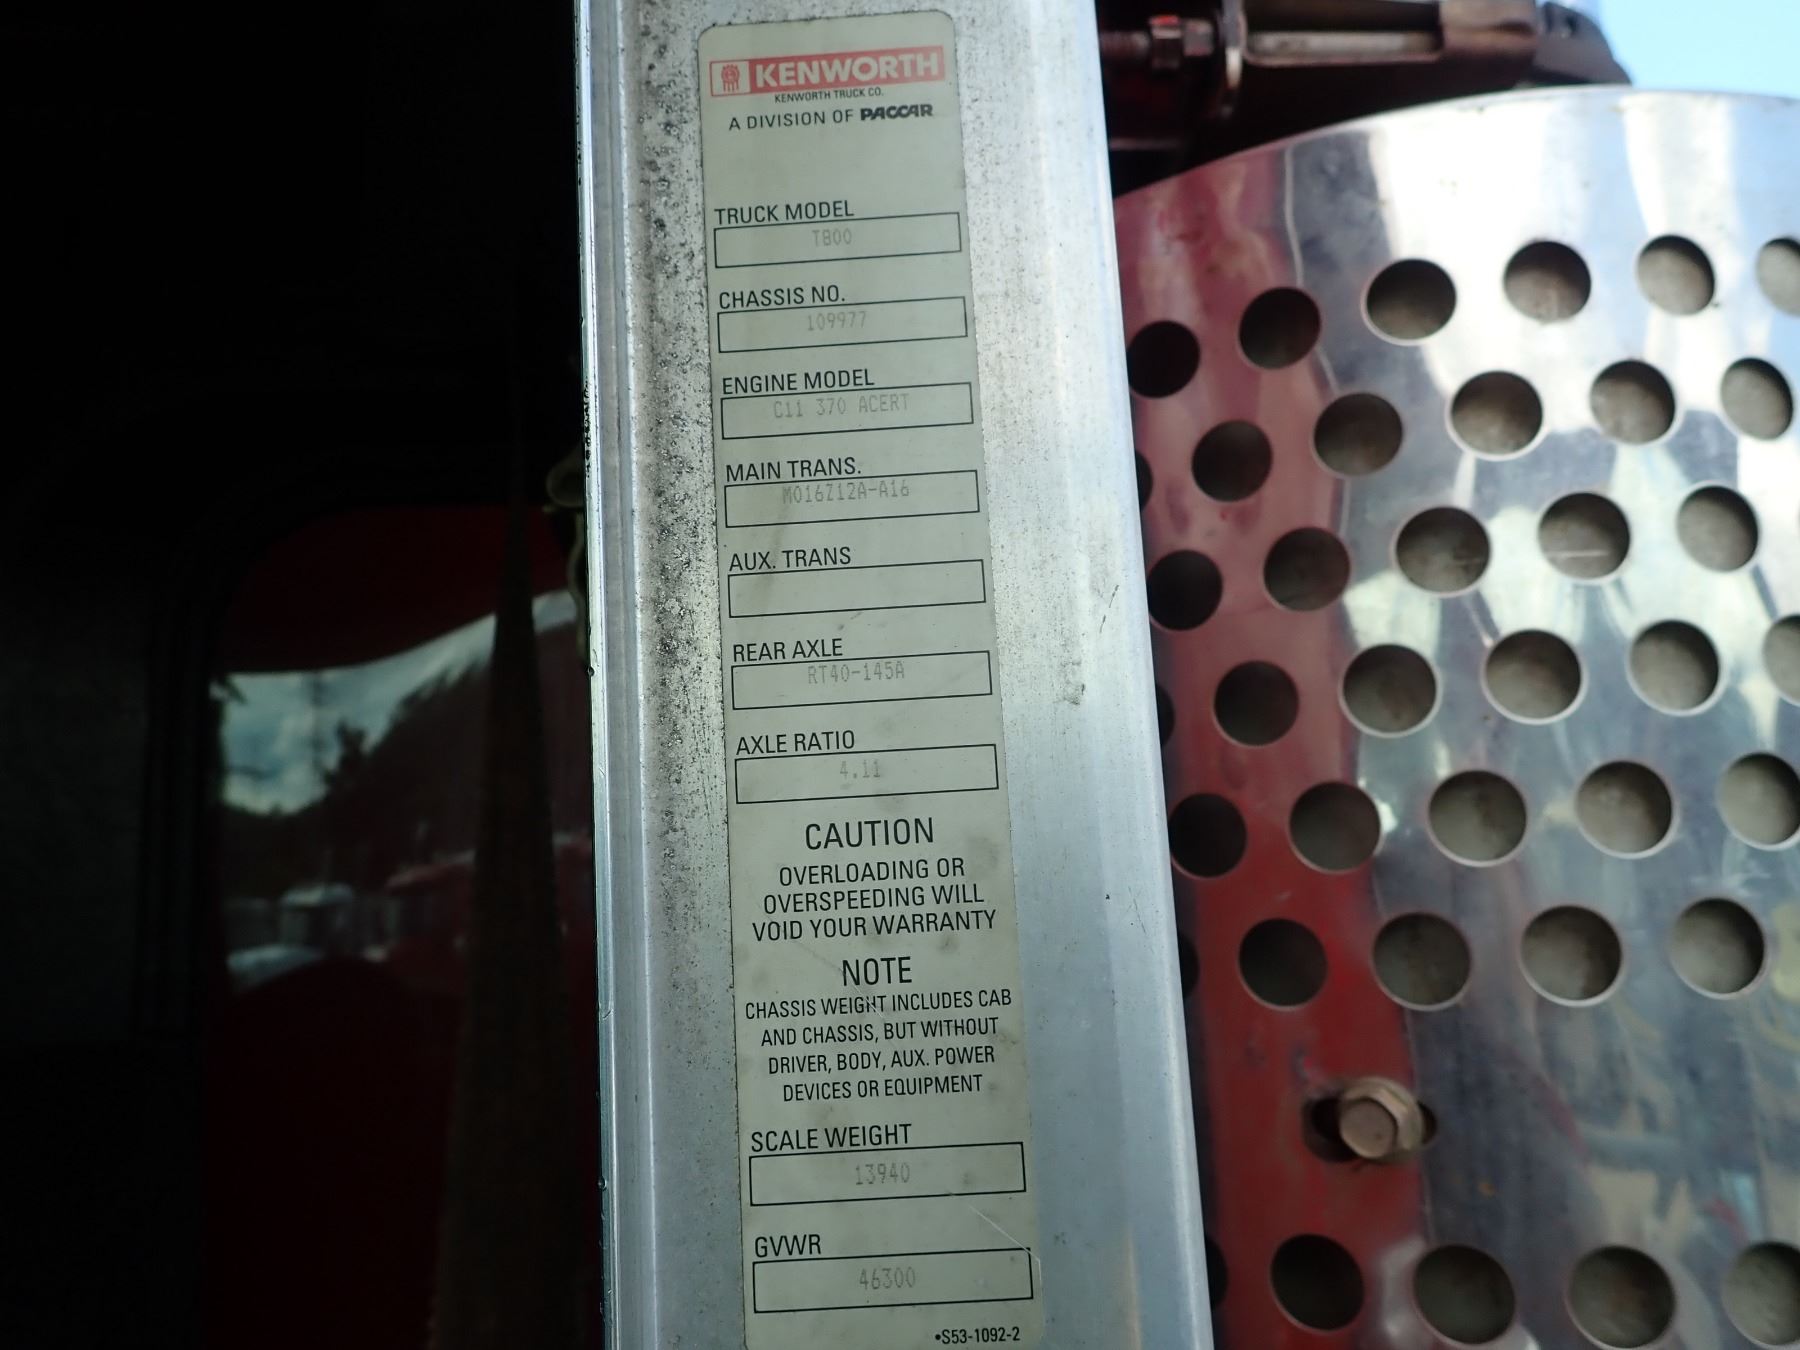 KENWORTH
KENWORTH TRUCK CO.
A DIVISION OF PACCAR
TRUCK MODEL
T800
CHASSIS NO.
109977
ENGINE MODEL
C11 370 ACERT
MAIN TRANS.
MO16Z12A-A16
AUX. TRANS
REAR AXLE
RT40-145A
AXLE RATIO
4.11
CAUTION
OVERLOADING OR
OVERSPEEDING WILL
VOID YOUR WARRANTY
NOTE
CHASSIS WEIGHT INCLUDES CAB
AND CHASSIS, BUT WITHOUT
DRIVER, BODY, AUX. POWER
DEVICES OR EQUIPMENT
SCALE WEIGHT
13940
GVWR
46300
•S53-1092-2